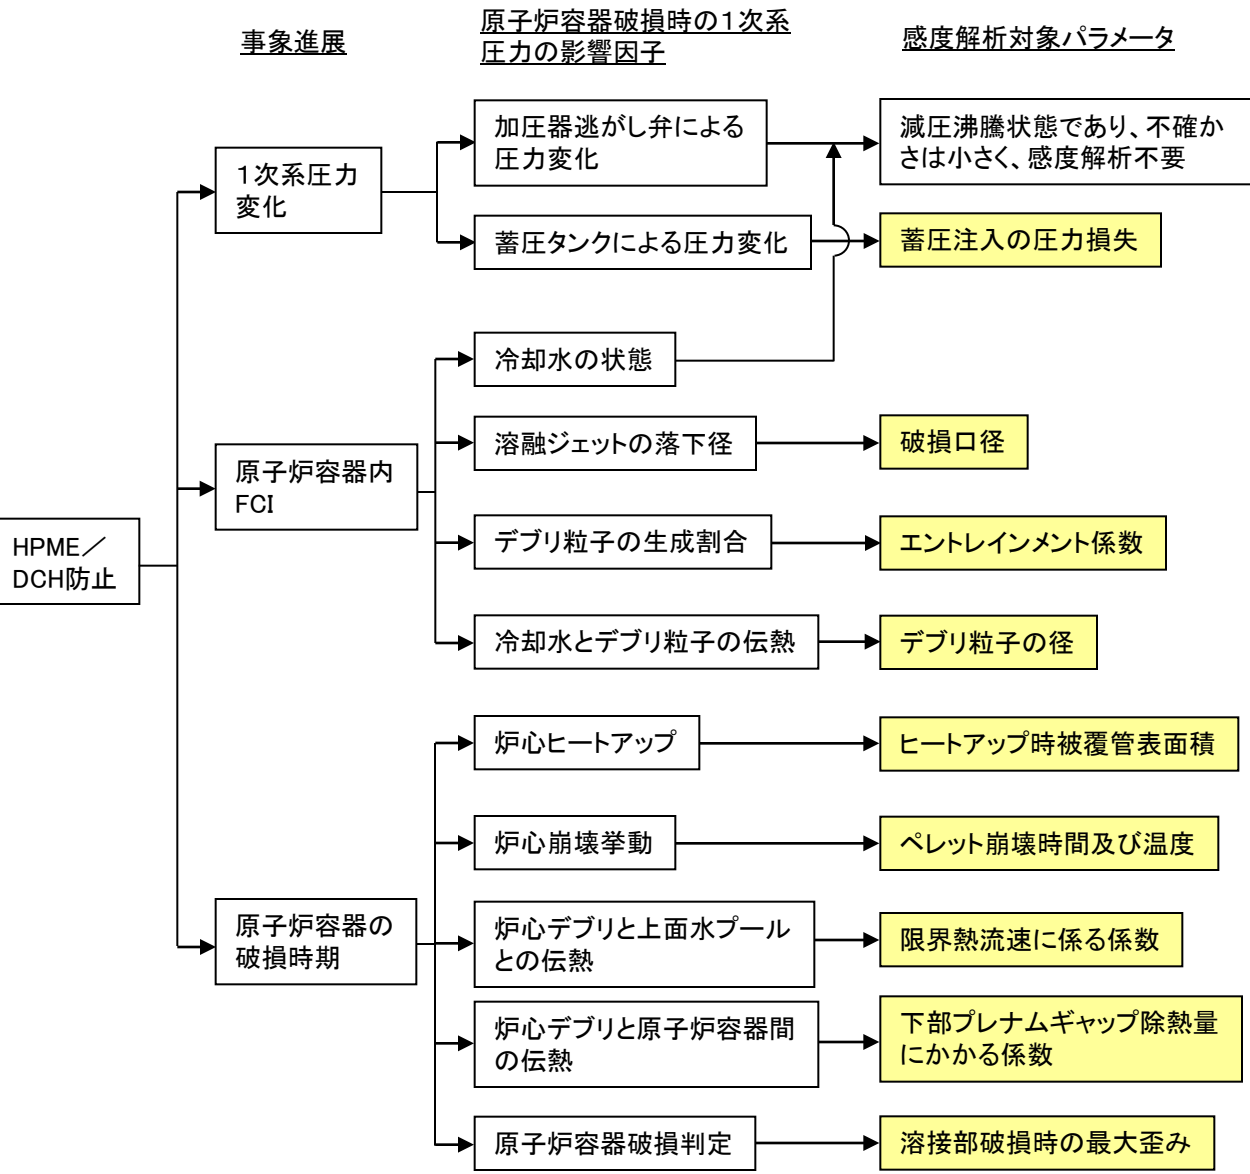 事象進展
原子炉容器破損時の１次系
圧力の影響因子
感度解析対象パラメータ
HPME／
DCH防止
１次系圧力
変化
加圧器逃がし弁による
圧力変化
減圧沸騰状態であり、不確か
さは小さく、感度解析不要
蓄圧タンクによる圧力変化
蓄圧注入の圧力損失
原子炉容器内
FCI
冷却水の状態
溶融ジェットの落下径
破損口径
デブリ粒子の生成割合
エントレインメント係数
冷却水とデブリ粒子の伝熱
デブリ粒子の径
原子炉容器の
破損時期
炉心ヒートアップ
ヒートアップ時被覆管表面積
炉心崩壊挙動
ペレット崩壊時間及び温度
炉心デブリと上面水プール
との伝熱
限界熱流速に係る係数
炉心デブリと原子炉容器間
の伝熱
下部プレナムギャップ除熱量
にかかる係数
原子炉容器破損判定
溶接部破損時の最大歪み